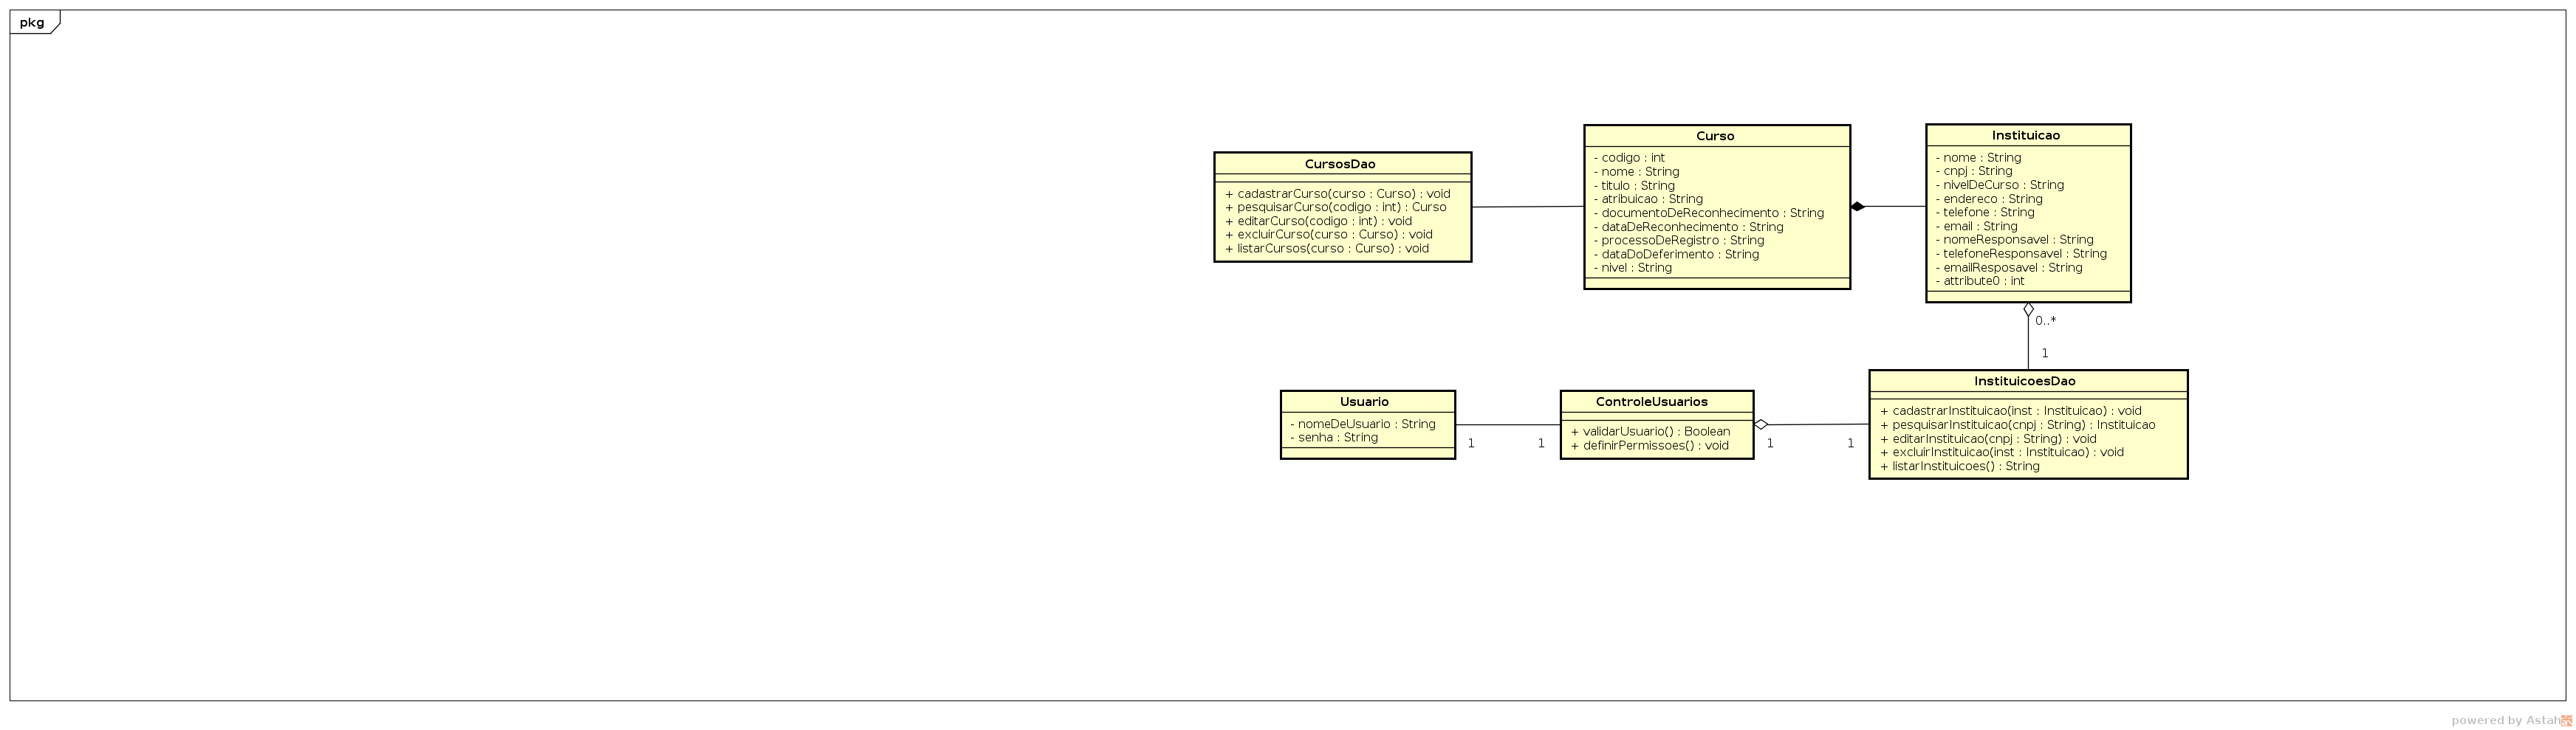 pkg
CursosDao
+ cadastrarCurso(curso : Curso) : void
+ pesquisarCurso(codigo : int) : Curso
+ editarCurso(codigo : int) : void
+ excluirCurso(curso : Curso) : void
+ listarCursos(curso : Curso) : void
Curso
- codigo : int
- nome : String
- titulo : String
- atribuicao : String
- documentoDeReconhecimento : String
- dataDeReconhecimento : String
- processoDeRegistro : String
- dataDoDeferimento : String
- nivel : String
Instituicao
- nome : String
- cnpj : String
- nivelDeCurso : String
- endereco : String
- telefone : String
- email : String
- nomeResponsavel : String
- telefoneResponsavel : String
- emailResposavel : String
- attribute0 : int
0..*
1
Usuario
- nomeDeUsuario : String
- senha : String
1
1
ControleUsuarios
+ validarUsuario() : Boolean
+ definirPermissoes() : void
1
1
InstituicoesDao
+ cadastrarInstituicao(inst : Instituicao) : void
+ pesquisarInstituicao(cnpj : String) : Instituicao
+ editarInstituicao(cnpj : String) : void
+ excluirInstituicao(inst : Instituicao) : void
+ listarInstituicoes() : String
powered by Astah